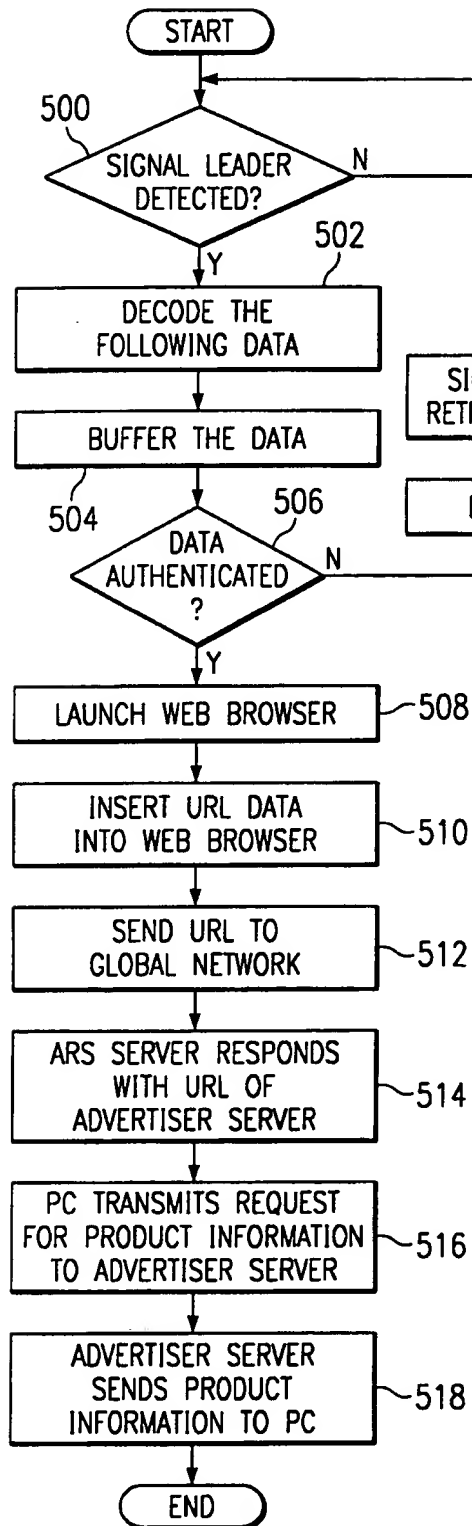 START
500
SIGNAL LEADER
DETECTED?
N
Y
502
DECODE THE
FOLLOWING DATA
BUFFER THE DATA
504
506
DATA
AUTHENTICATED
?
N
Y
LAUNCH WEB BROWSER
508
INSERT URL DATA
INTO WEB BROWSER
510
SEND URL TO
GLOBAL NETWORK
512
ARS SERVER RESPONDS
WITH URL OF
ADVERTISER SERVER
514
PC TRANSMITS REQUEST
FOR PRODUCT INFORMATION
TO ADVERTISER SERVER
516
ADVERTISER SERVER
SENDS PRODUCT
INFORMATION TO PC
518
END